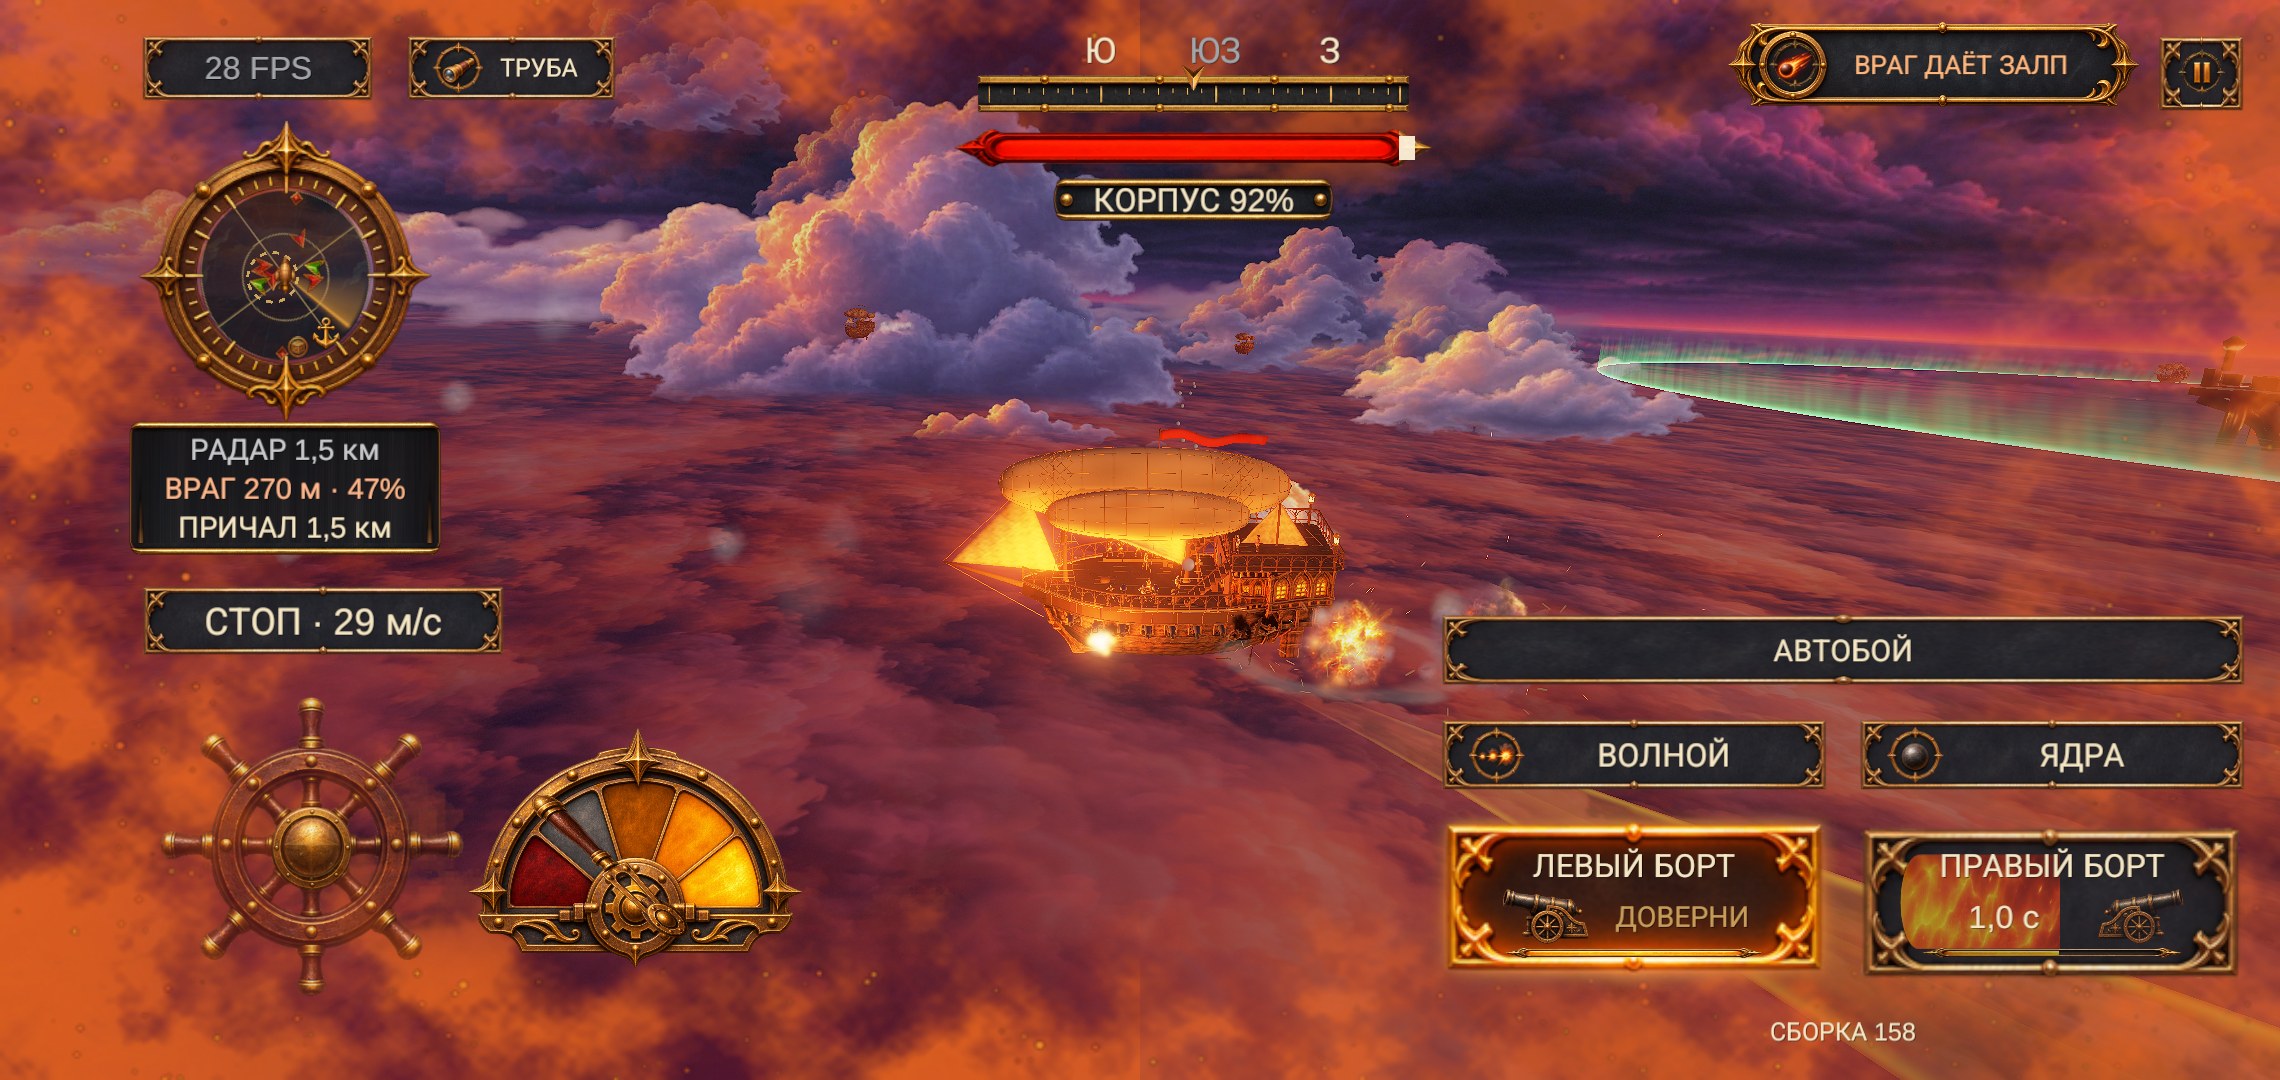 28 FPS
ТРУБА
Ю ЮЗ З
ВРАГ ДАЁТ ЗАЛП
КОРПУС 92%
РАДАР 1,5 км
ВРАГ 270 м · 47%
ПРИЧАЛ 1,5 км
СТОП · 29 м/с
АВТОБОЙ
ВОЛНОЙ
ЯДРА
ЛЕВЫЙ БОРТ
ДОВЕРНИ
ПРАВЫЙ БОРТ
1,0 с
СБОРКА 158